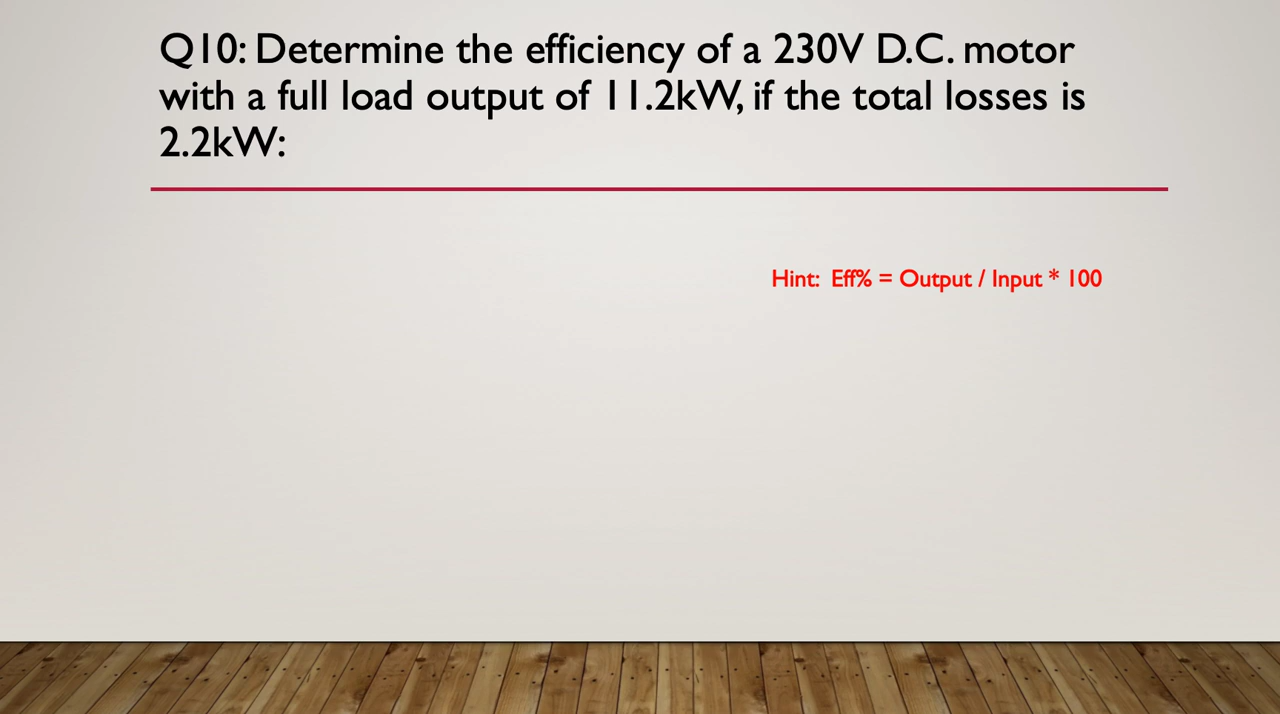 Q10: Determine the efficiency of a 230V D.C. motor
with a full load output of 11.2kW, if the total losses is
2.2kW:
Hint:  Eff% = Output / Input * 100